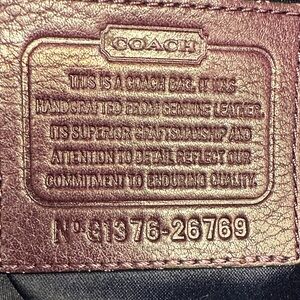 COACH
THIS IS A COACH BAG. IT WAS
HANDCRAFTED FROM GENUINE LEATHER.
ITS SUPERIOR CRAFTSMANSHIP AND
ATTENTION TO DETAIL REFLECT OUR
COMMITMENT TO ENDURING QUALITY.
Nº G1376-26769